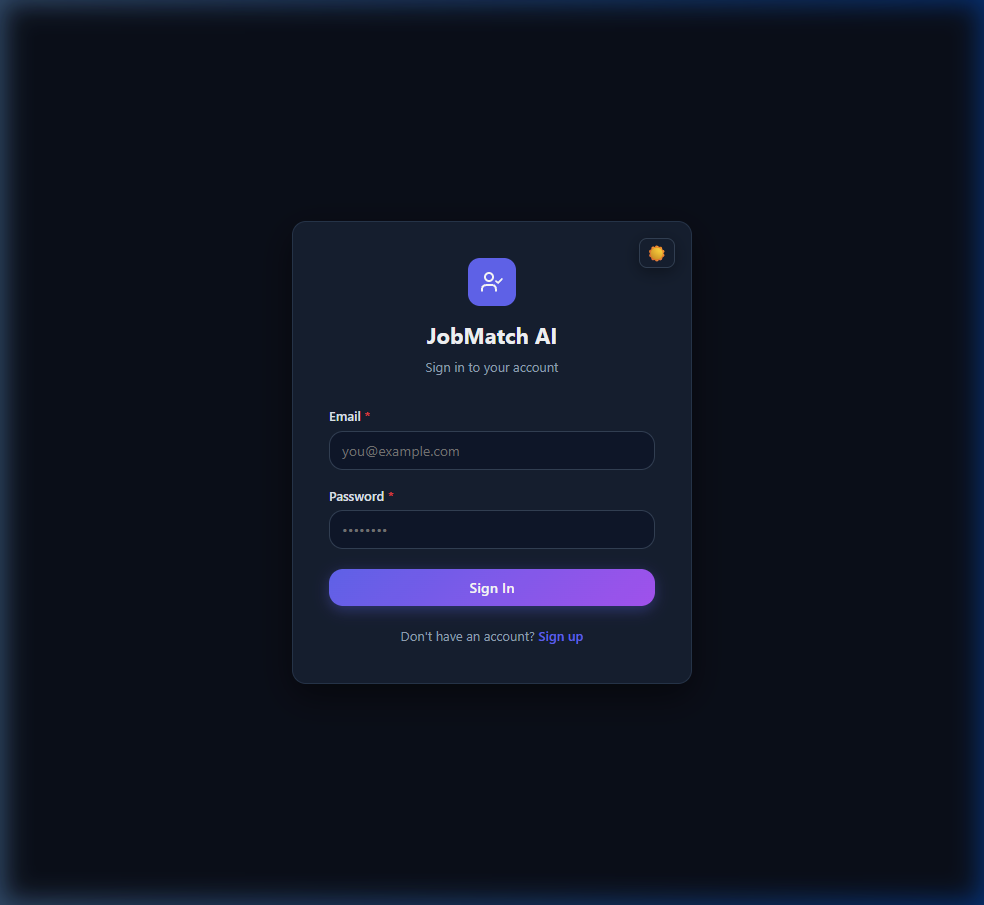 JobMatch AI
Sign in to your account
Email *
you@example.com
Password *
••••••••
Sign In
Don't have an account? Sign up